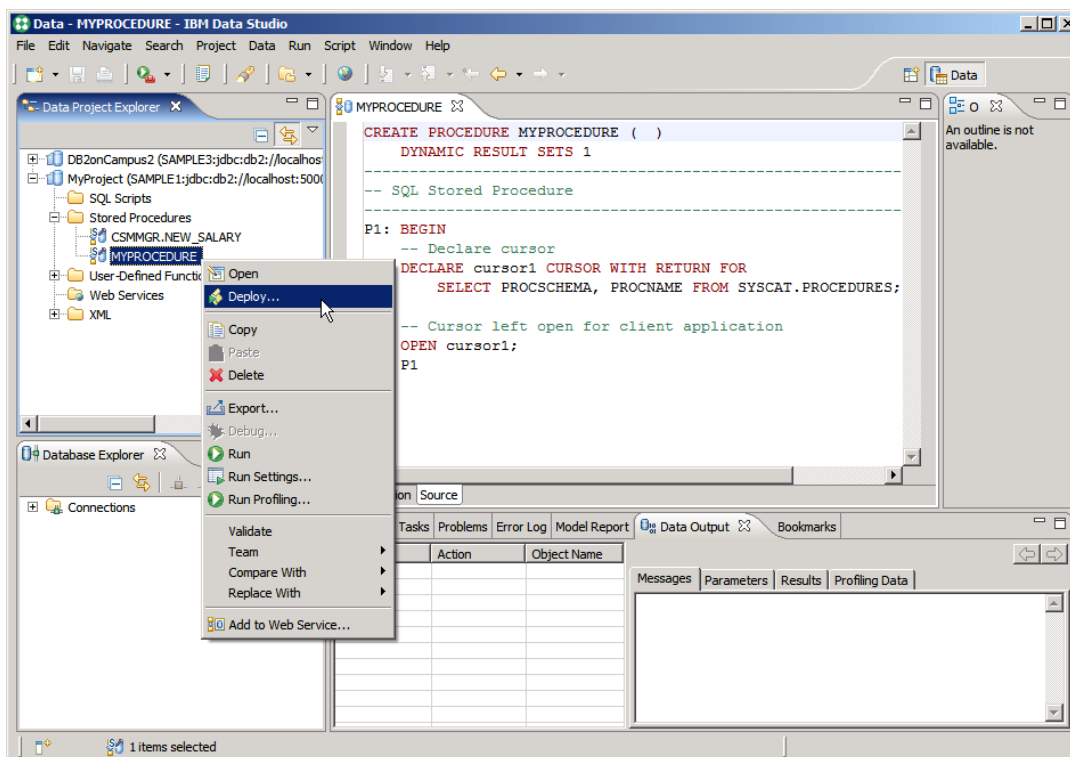 Data - MYPROCEDURE - IBM Data Studio
File Edit Navigate Search Project Data Run Script Window Help
Data
Data Project Explorer
DB2onCampus2 (SAMPLE3:jdbc:db2://localhos
MyProject (SAMPLE1:jdbc:db2://localhost:5000
SQL Scripts
Stored Procedures
CSMMGR.NEW_SALARY
MYPROCEDURE
User-Defined Functio
Web Services
XML
MYPROCEDURE
CREATE PROCEDURE MYPROCEDURE ( )
DYNAMIC RESULT SETS 1
------------------------------------------------------------------------
-- SQL Stored Procedure
------------------------------------------------------------------------
P1: BEGIN
-- Declare cursor
DECLARE cursor1 CURSOR WITH RETURN FOR
SELECT PROCSCHEMA, PROCNAME FROM SYSCAT.PROCEDURES;
-- Cursor left open for client application
OPEN cursor1;
P1
ion Source
O
An outline is not
available.
Open
Deploy...
Copy
Paste
Delete
Export...
Debug...
Run
Run Settings...
Run Profiling...
Validate
Team
Compare With
Replace With
Add to Web Service...
Database Explorer
Connections
Tasks Problems Error Log Model Report Data Output Bookmarks
Action Object Name
Messages Parameters Results Profiling Data
1 items selected